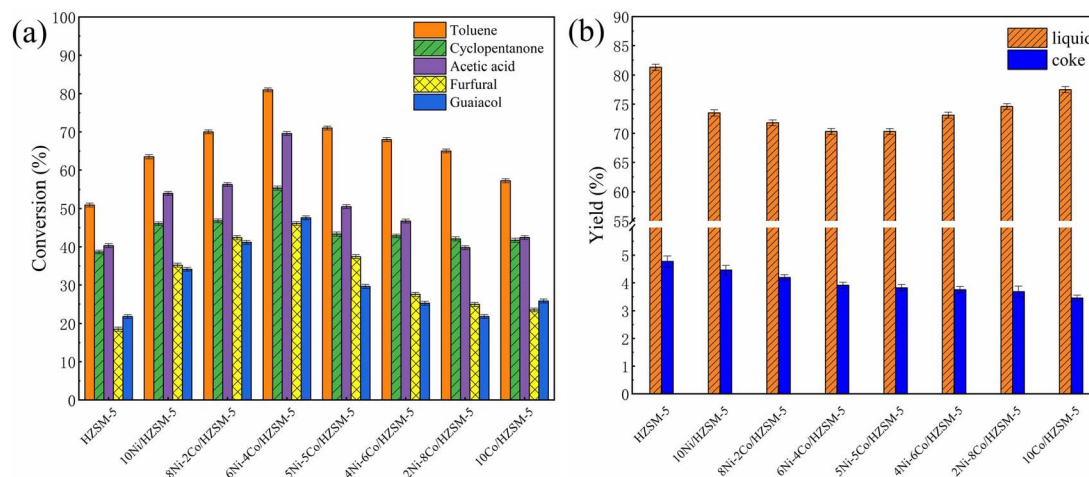 (a)
100
90
80
70
60
50
40
30
20
10
0
Conversion (%)
Toluene
Cyclopentanone
Acetic acid
Furfural
Guaiacol
HZSM-5
10Ni/HZSM-5
8Ni-2Co/HZSM-5
6Ni-4Co/HZSM-5
5Ni-5Co/HZSM-5
4Ni-6Co/HZSM-5
2Ni-8Co/HZSM-5
10Co/HZSM-5
(b)
90
85
80
75
70
65
60
55
5
4
3
2
1
0
Yield (%)
liquid
coke
HZSM-5
10Ni/HZSM-5
8Ni-2Co/HZSM-5
6Ni-4Co/HZSM-5
5Ni-5Co/HZSM-5
4Ni-6Co/HZSM-5
2Ni-8Co/HZSM-5
10Co/HZSM-5